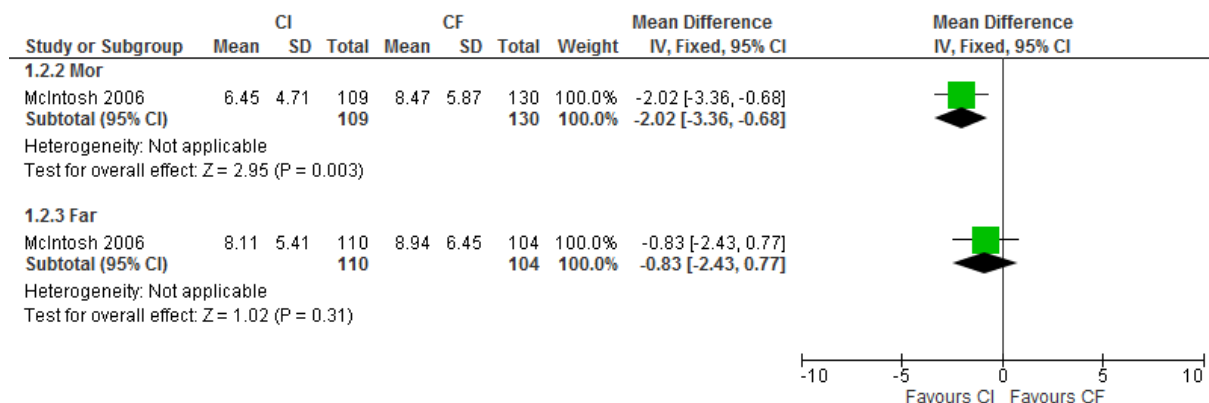 CI CF Mean Difference Mean Difference
Study or Subgroup Mean SD Total Mean SD Total Weight IV, Fixed, 95% CI IV, Fixed, 95% CI
1.2.2 Mor
McIntosh 2006 6.45 4.71 109 8.47 5.87 130 100.0% -2.02 [-3.36, -0.68]
Subtotal (95% CI) 109 130 100.0% -2.02 [-3.36, -0.68]
Heterogeneity: Not applicable
Test for overall effect: Z = 2.95 (P = 0.003)
1.2.3 Far
McIntosh 2006 8.11 5.41 110 8.94 6.45 104 100.0% -0.83 [-2.43, 0.77]
Subtotal (95% CI) 110 104 100.0% -0.83 [-2.43, 0.77]
Heterogeneity: Not applicable
Test for overall effect: Z = 1.02 (P = 0.31)
-10 -5 0 5 10
Favours CI Favours CF